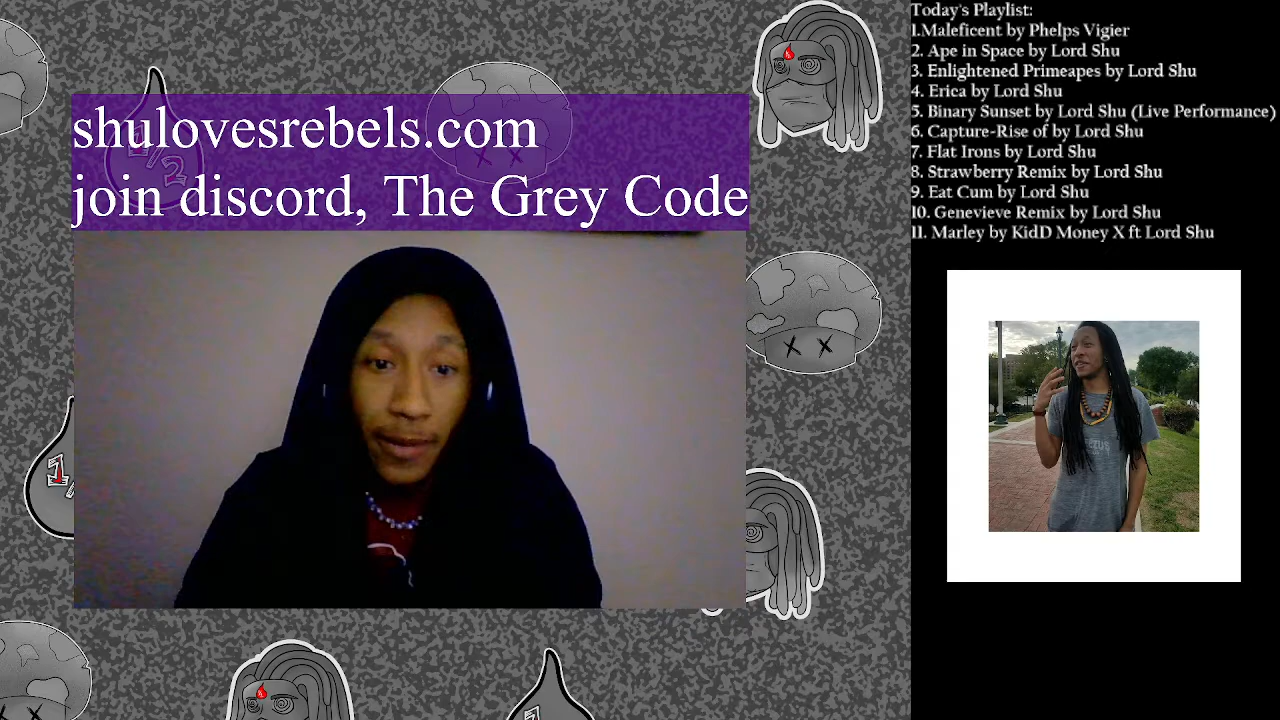 shulovesrebels.com
join discord, The Grey Code
Today's Playlist:
1.Maleficent by Phelps Vigier
2. Ape in Space by Lord Shu
3. Enlightened Primeapes by Lord Shu
4. Erica by Lord Shu
5. Binary Sunset by Lord Shu (Live Performance)
6. Capture-Rise of by Lord Shu
7. Flat Irons by Lord Shu
8. Strawberry Remix by Lord Shu
9. Eat Cum by Lord Shu
10. Genevieve Remix by Lord Shu
11. Marley by KidD Money X ft Lord Shu
1/2